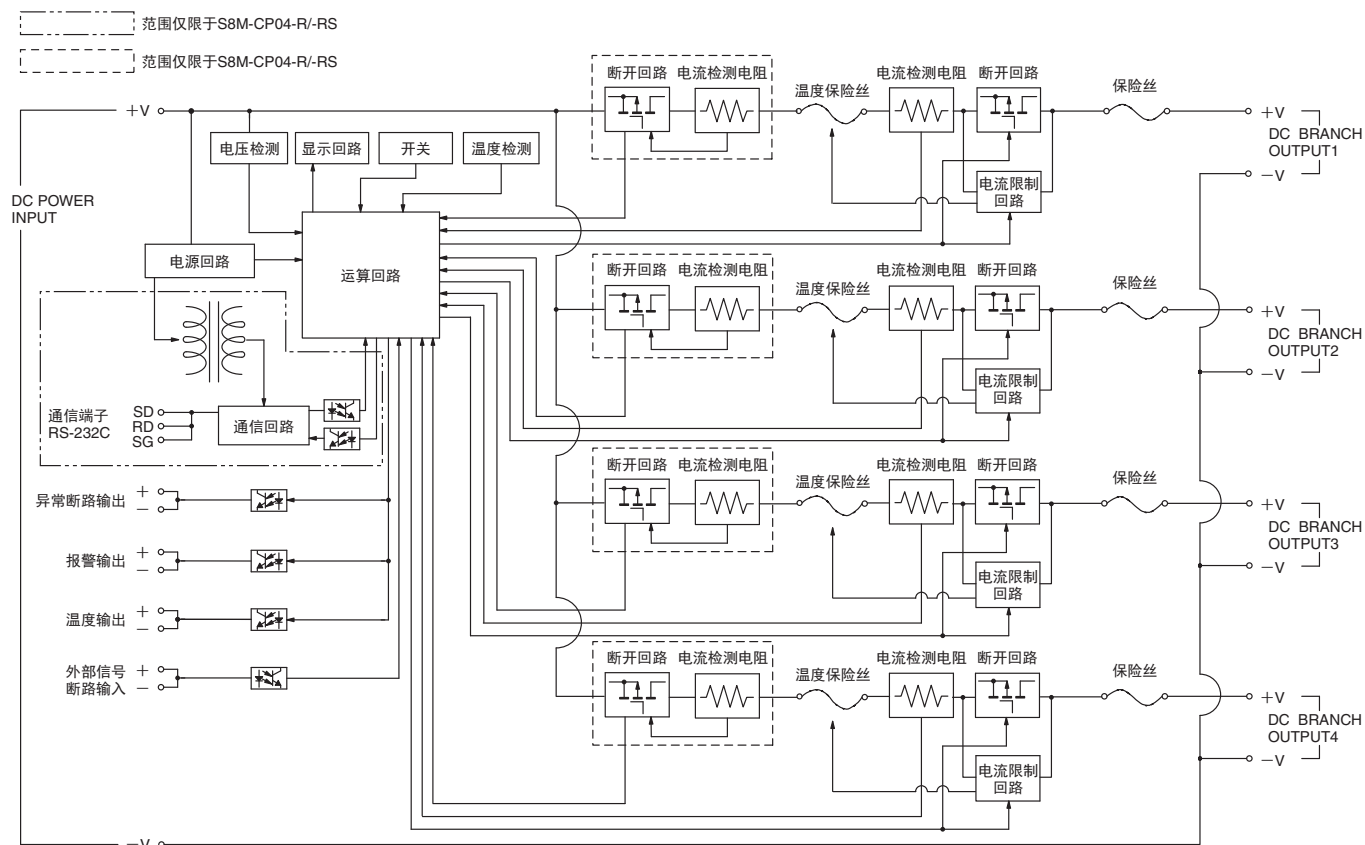 范围仅限于S8M-CP04-R/-RS
范围仅限于S8M-CP04-R/-RS
断开回路 电流检测电阻
温度保险丝
电流检测电阻 断开回路
保险丝
+V
+V
DC BRANCH
OUTPUT1
−V
电流限制
回路
电压检测
显示回路
开关
温度检测
DC POWER
INPUT
电源回路
运算回路
断开回路 电流检测电阻
温度保险丝
电流检测电阻 断开回路
保险丝
+V
DC BRANCH
OUTPUT2
−V
电流限制
回路
通信端子
RS-232C
SD
RD
SG
通信回路
断开回路 电流检测电阻
温度保险丝
电流检测电阻 断开回路
保险丝
+V
DC BRANCH
OUTPUT3
−V
电流限制
回路
异常断路输出
+
−
报警输出
+
−
温度输出
+
−
外部信号
断路输入
+
−
断开回路 电流检测电阻
温度保险丝
电流检测电阻 断开回路
保险丝
+V
DC BRANCH
OUTPUT4
−V
电流限制
回路
−V